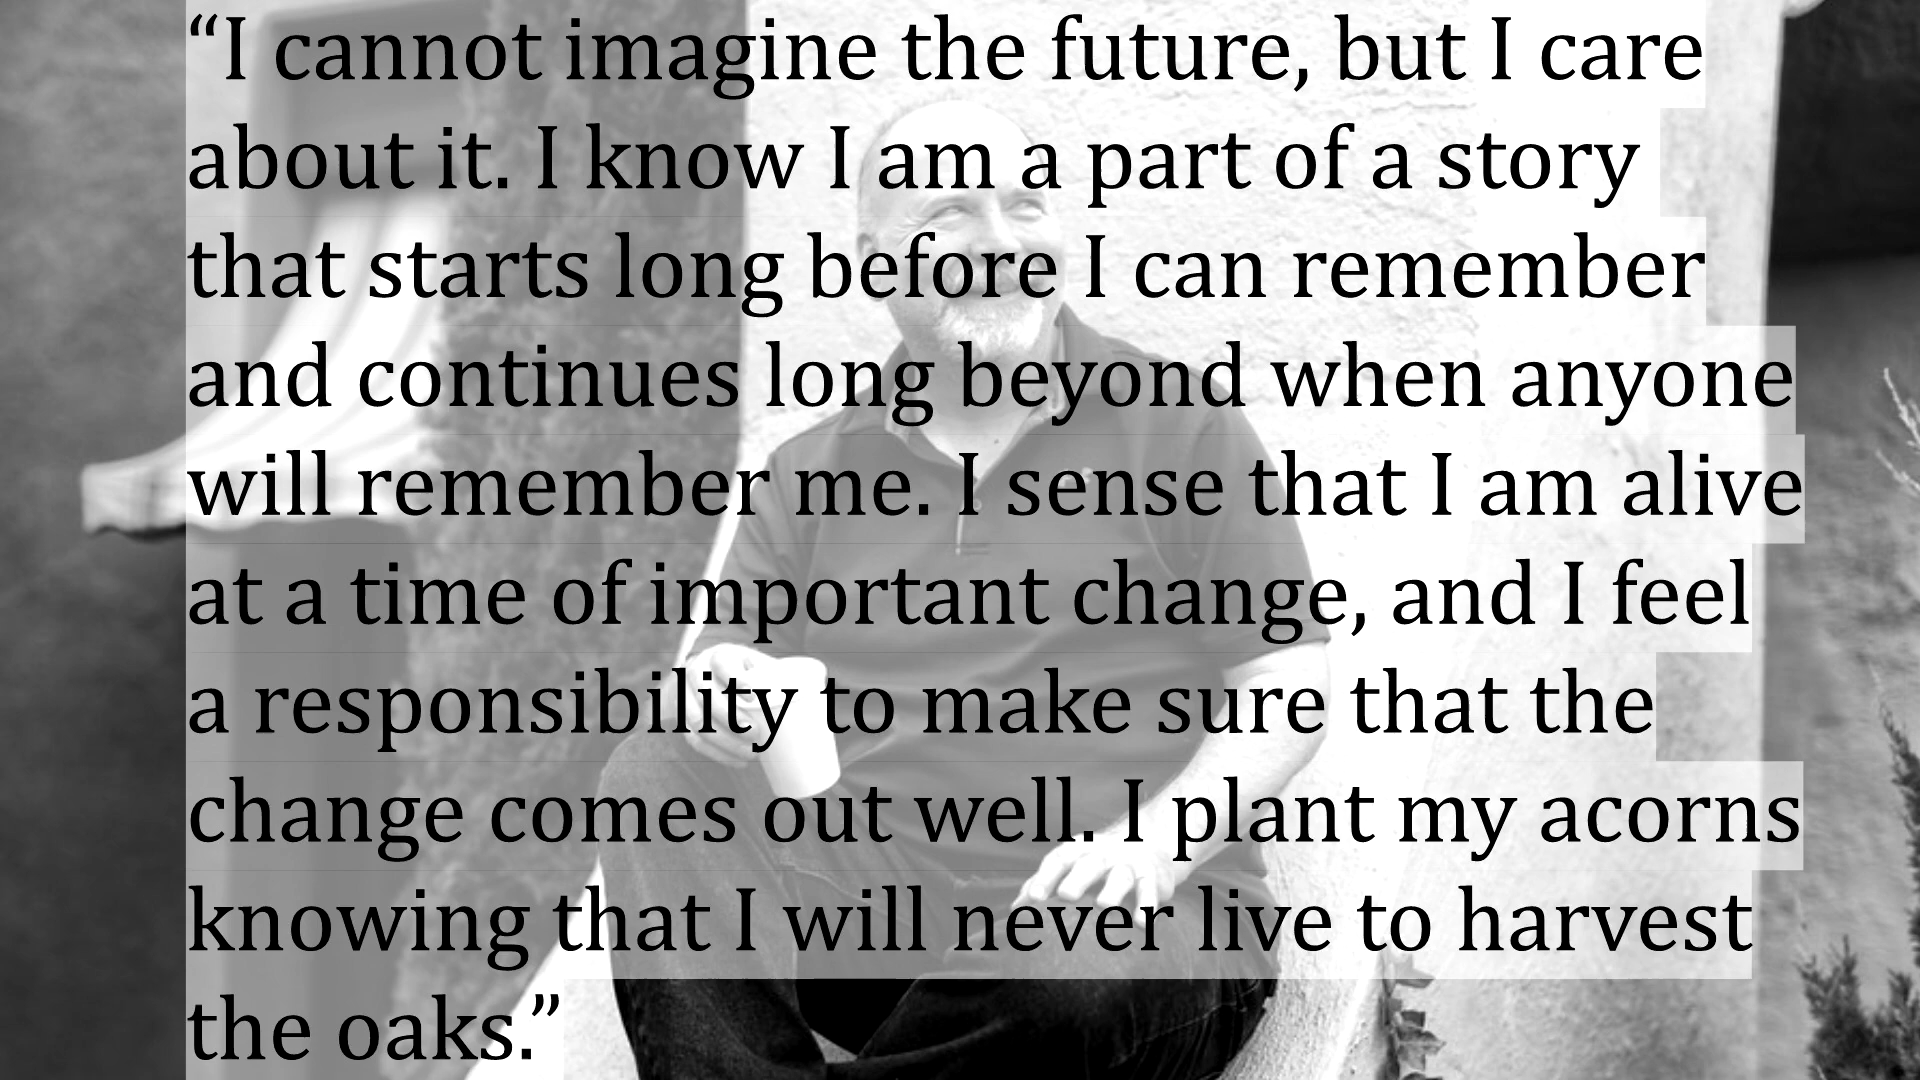 “I cannot imagine the future, but I care
about it. I know I am a part of a story
that starts long before I can remember
and continues long beyond when anyone
will remember me. I sense that I am alive
at a time of important change, and I feel
a responsibility to make sure that the
change comes out well. I plant my acorns
knowing that I will never live to harvest
the oaks.”